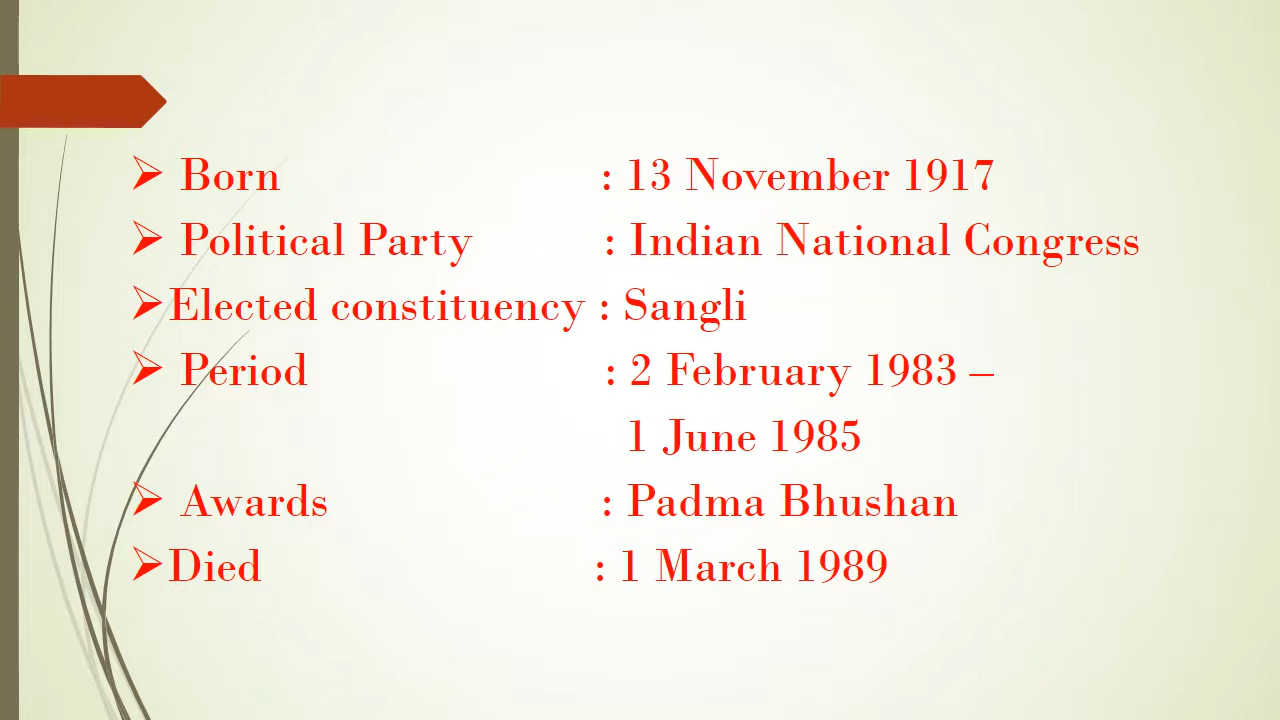 ➢ Born : 13 November 1917
➢ Political Party : Indian National Congress
➢Elected constituency : Sangli
➢ Period : 2 February 1983 –
1 June 1985
➢ Awards : Padma Bhushan
➢Died : 1 March 1989